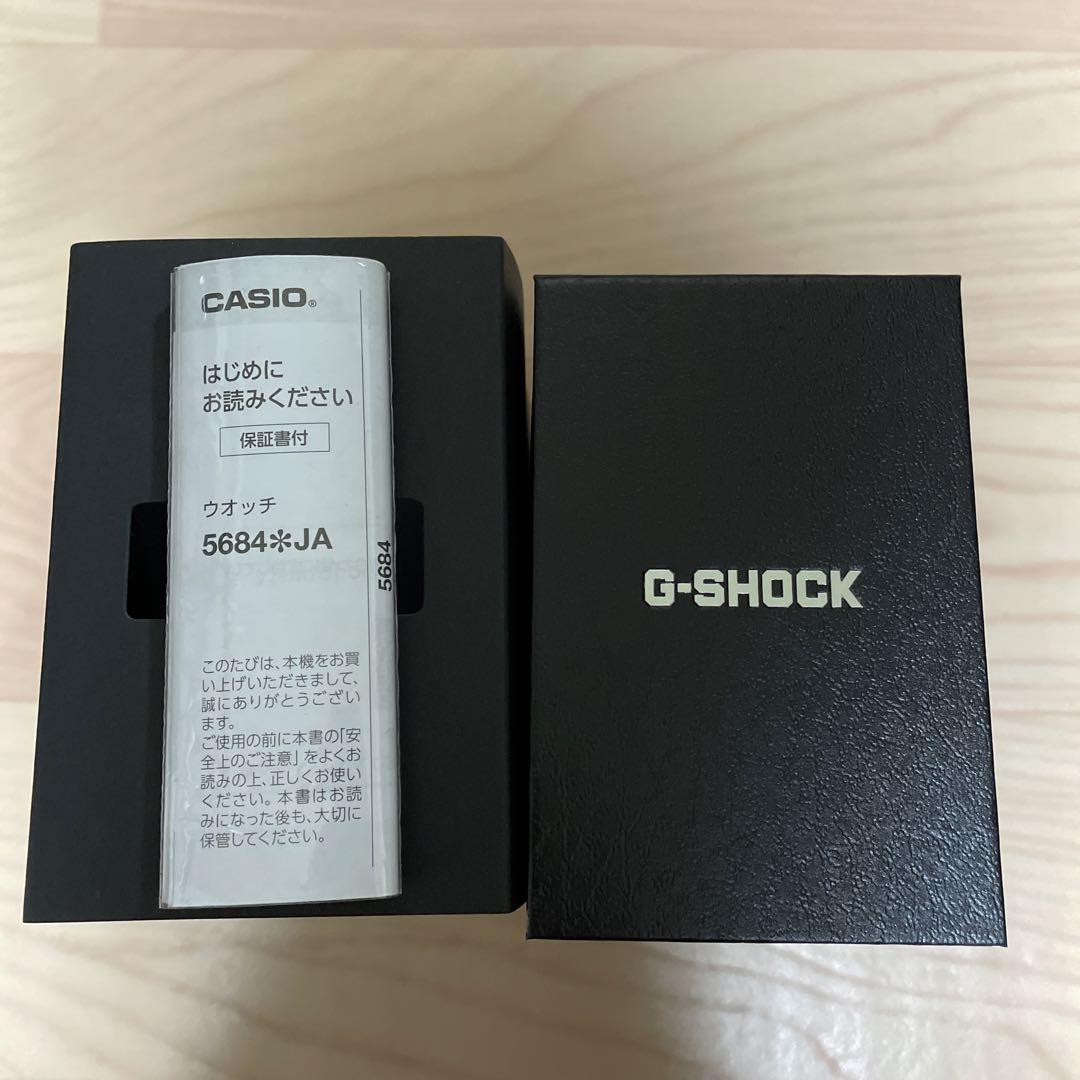 CASIO®
はじめに
お読みください
保証書付
ウオッチ
5684✻JA
5684
このたびは、本機をお買
い上げいただきまして、
誠にありがとうござい
ます。
ご使用の前に本書の「安
全上のご注意」をよくお
読みの上、正しくお使い
ください。本書はお読
みになった後も、大切に
保管してください。
G-SHOCK